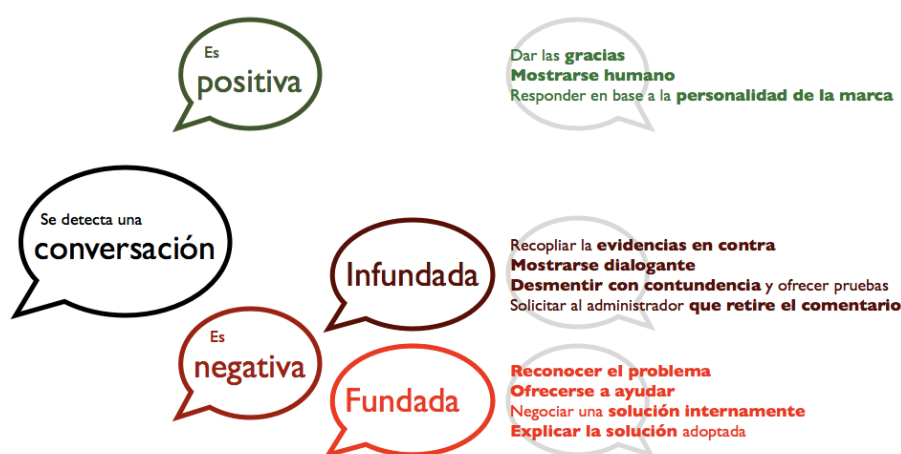 Es
positiva
Dar las gracias
Mostrarse humano
Responder en base a la personalidad de la marca
Se detecta una
conversación
Es
negativa
Infundada
Recopliar la evidencias en contra
Mostrarse dialogante
Desmentir con contundencia y ofrecer pruebas
Solicitar al administrador que retire el comentario
Fundada
Reconocer el problema
Ofrecerse a ayudar
Negociar una solución internamente
Explicar la solución adoptada